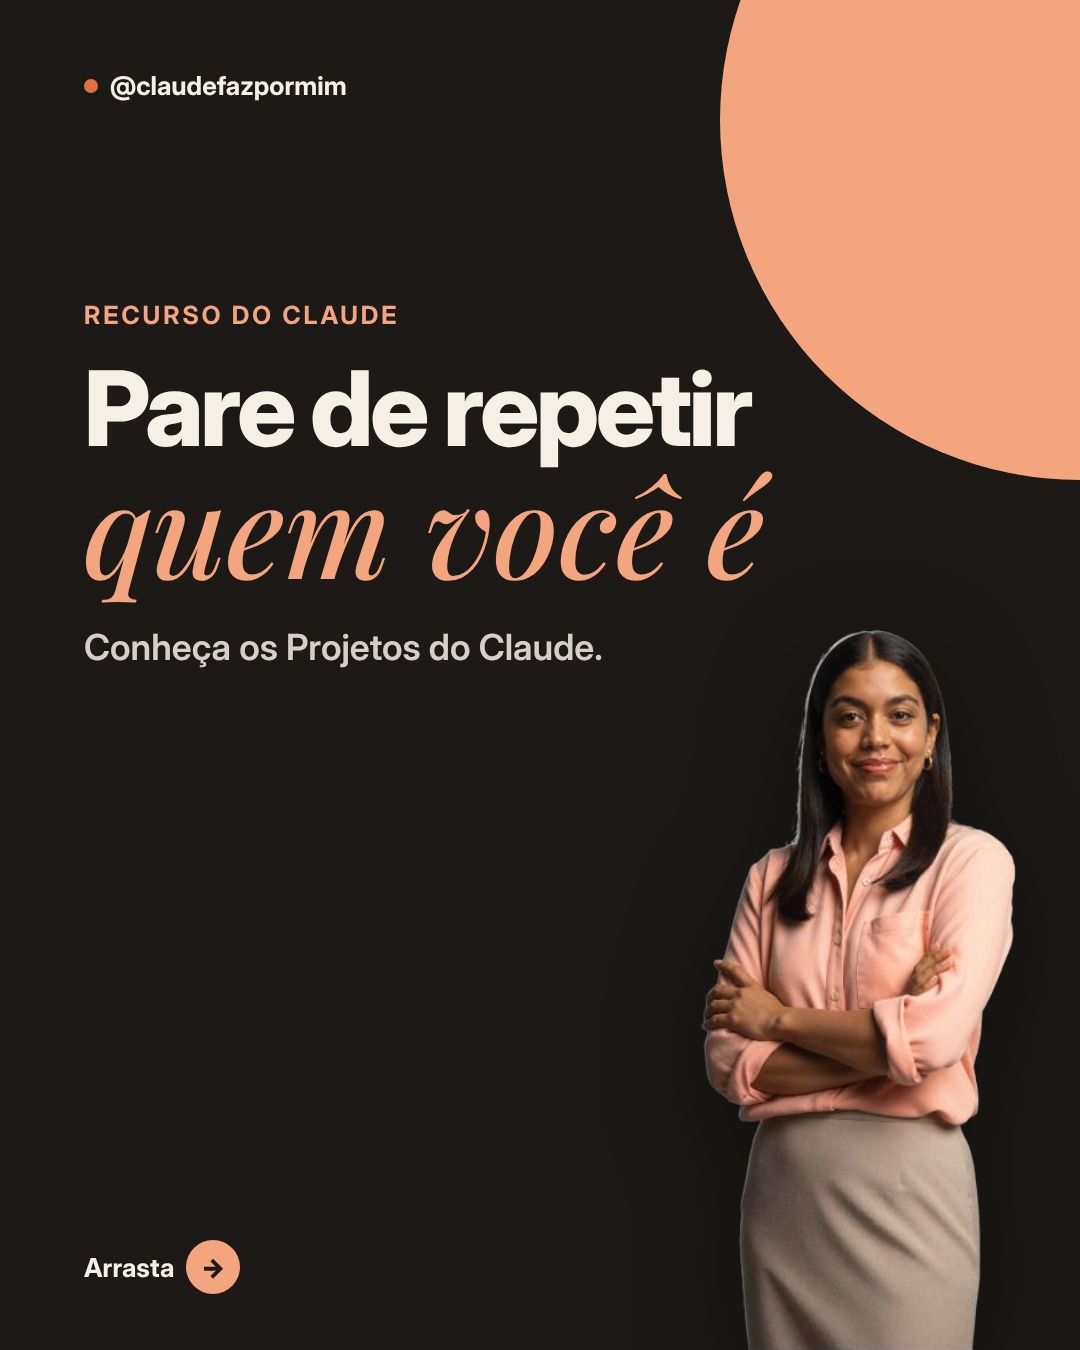 @claudefazpormim
RECURSO DO CLAUDE
Pare de repetir
quem você é
Conheça os Projetos do Claude.
Arrasta